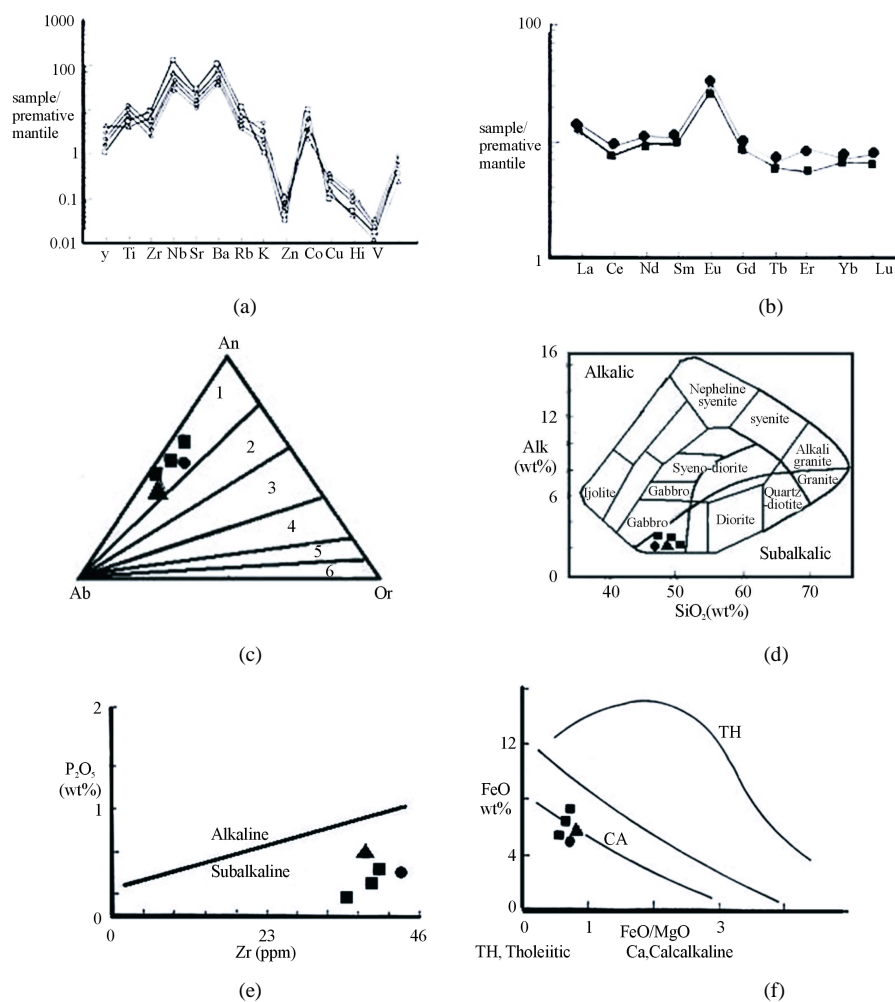 1000
100
sample/
premative
mantile
1
0.1
0.01
y Ti Zr Nb Sr Ba Rb K Zn Co Cu Hi V
(a)
100
sample/
premative
mantile
1
La Ce Nd Sm Eu Gd Tb Er Yb Lu
(b)
An
1
2
3
4
5
6
Ab Or
(c)
16
Alkalic
Nepheline
syenite
syenite
12
Alk
(wt%)
Alkali
granite
Syeno-diorite
Granite
Ijolite
Gabbro
Quartz
-diotite
6
Gabbro
Diorite
Subalkalic
0
40 50 60 70
SiO₂(wt%)
(d)
2
P₂O₅
(wt%)
1
Alkaline
Subalkaline
0
0 23 46
Zr (ppm)
(e)
TH
12
FeO
wt%
CA
4
0
0 1 3
FeO/MgO
TH, Tholeiitic Ca,Calcalkaline
(f)